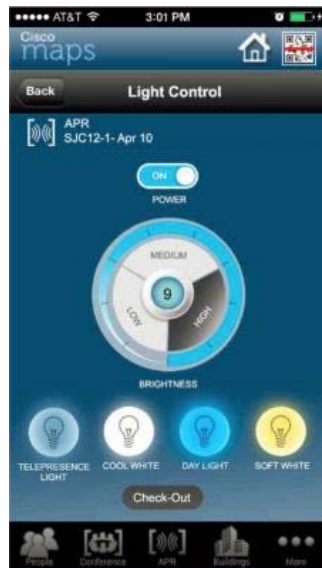 AT&T 3:01 PM
Cisco
maps
Back Light Control
APR
SJC12-1- Apr 10
ON
POWER
MEDIUM
9
LOW HIGH
BRIGHTNESS
TELEPRESENCE LIGHT COOL WHITE DAY LIGHT SOFT WHITE
Check-Out
People Conference APR Buildings More